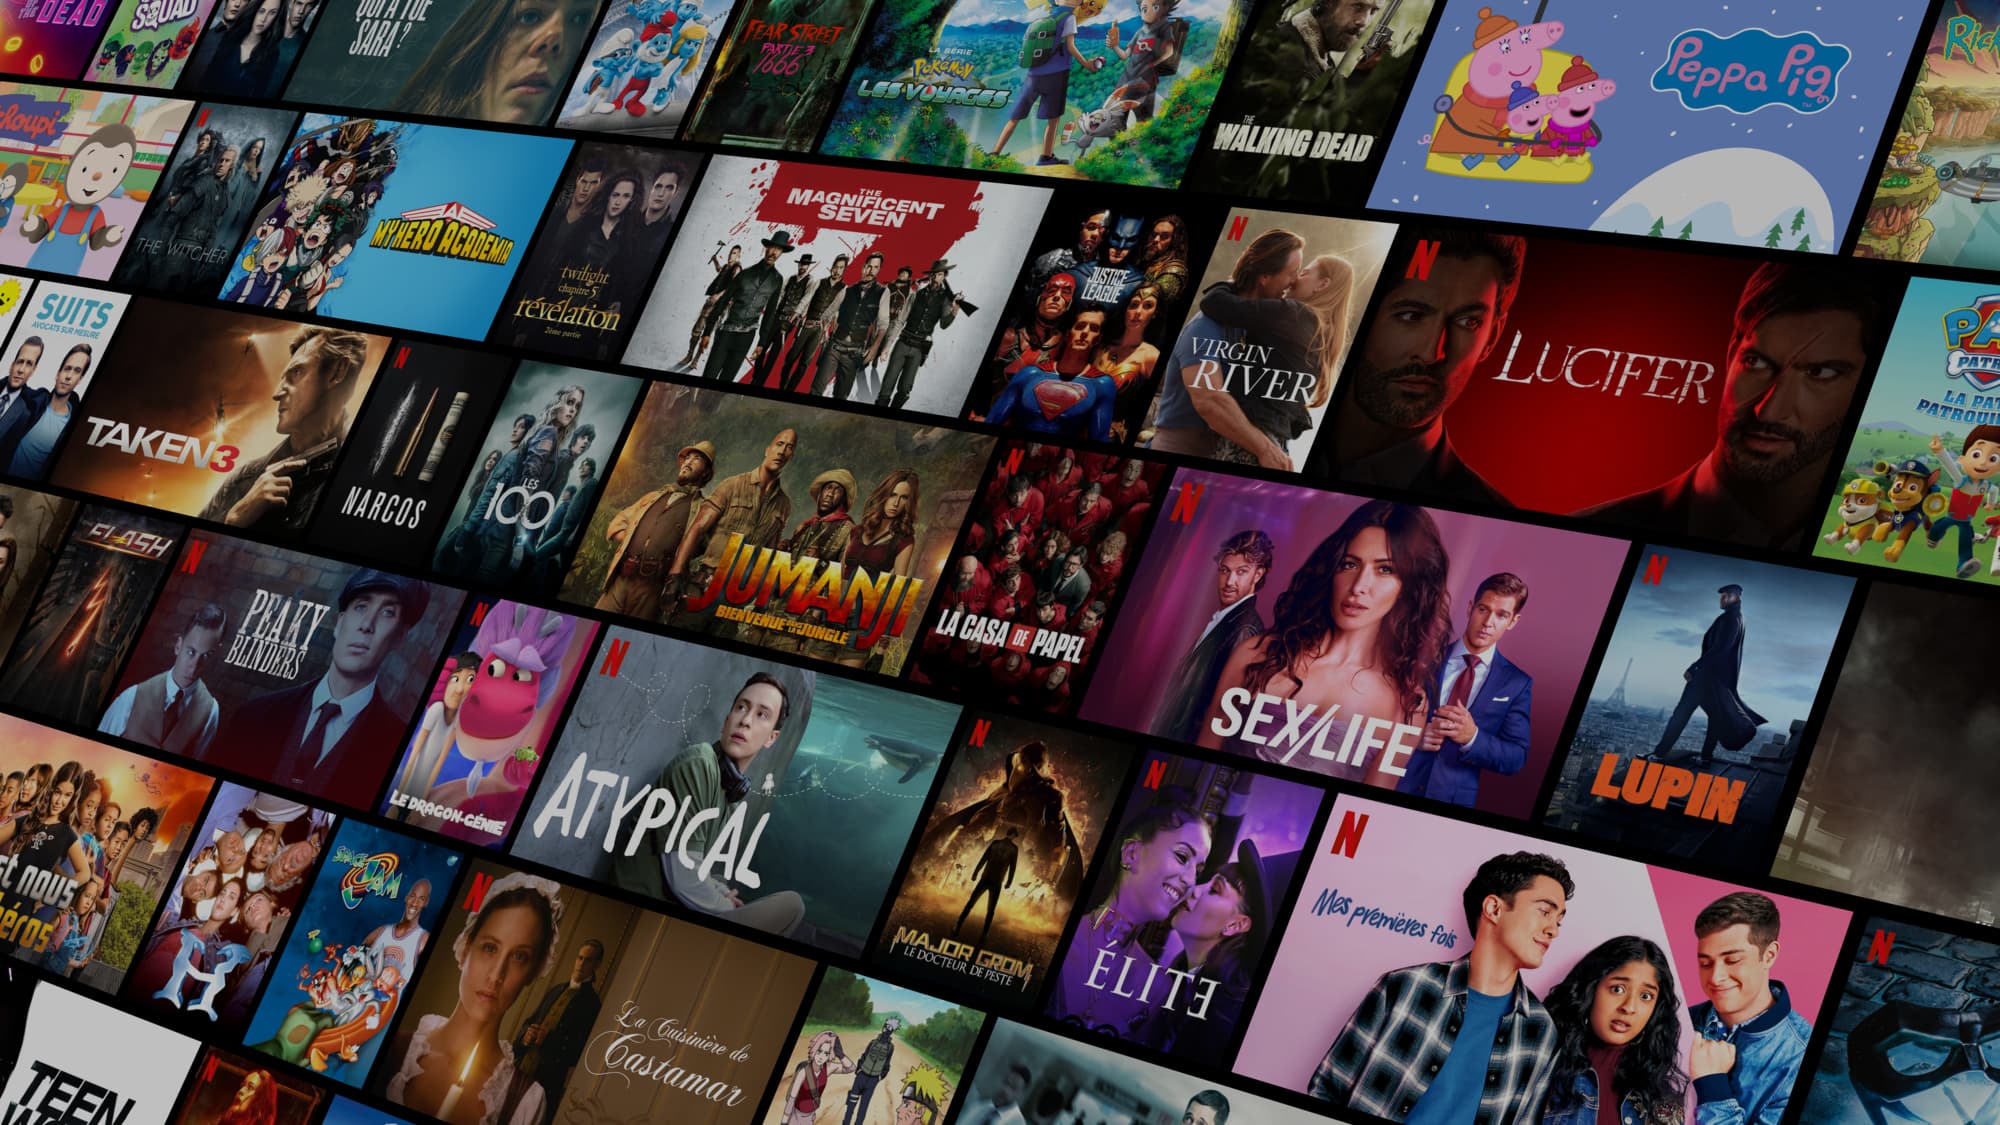 OF THE
DEAD
SQUAD
QUI A TUÉ
SARA ?
FEAR STREET
PARTIE 3
1666
LA SÉRIE
POKÉMON
LES VOYAGES
THE
WALKING DEAD
Peppa Pig
TM
N
THE WITCHER
MY HERO ACADEMIA
twilight
chapitre 5
révélation
2ème partie
THE
MAGNIFICENT
SEVEN
JUSTICE
LEAGUE
N
VIRGIN
RIVER
N
LUCIFER
SUITS
AVOCATS SUR MESURE
TAKEN 3
N
NARCOS
LES
100
JUMANJI
BIENVENUE DANS LA JUNGLE
N
LA CASA DE PAPEL
N
SEX/LIFE
N
LUPIN
FLASH
N
PEAKY
BLINDERS
N
LE DRAGON-GÉNIE
N
ATYPICAL
N
MAJOR GROM
LE DOCTEUR DE PESTE
N
ÉLITE
N
Mes premières fois
N
nous
héros
H
SPACE
JAM
N
La Cuisinière de
Castamar
TEEN
N